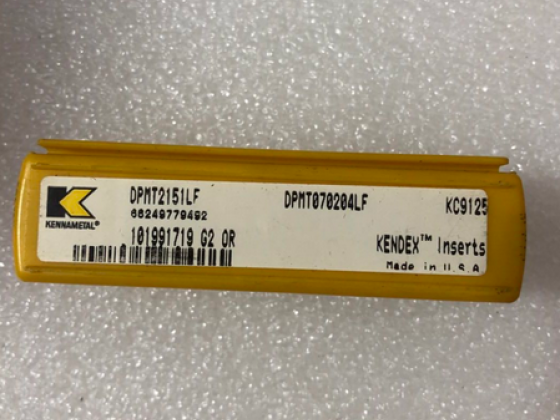 DPMT2151LF DPMT070204LF KC9125
66249779492
KENNAMETAL®
101991719 G2 OR
KENDEX™ Inserts
Made in U.S.A